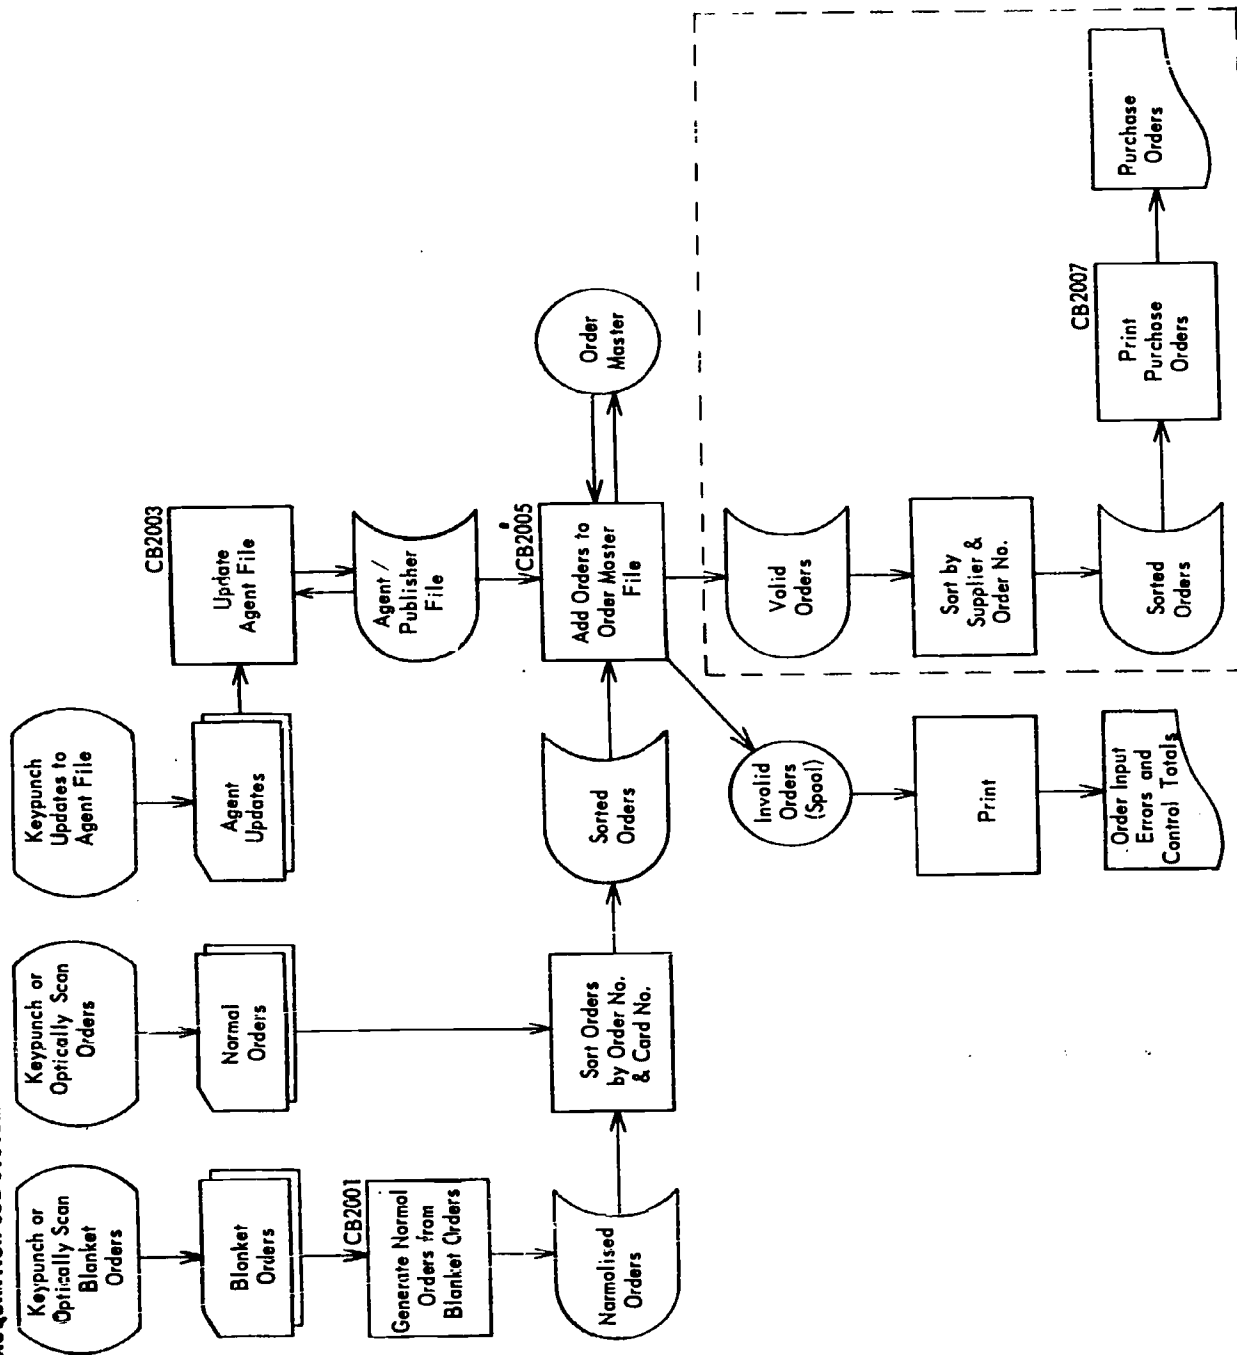 Keypunch or
Optically Scan
Blanket
Orders
Keypunch or
Optically Scan
Orders
Keypunch
Updates to
Agent File
Blanket
Orders
Normal
Orders
Agent
Updates
CB2003
Update
Agent File
CB2001
Generate Normal
Orders from
Blanket Orders
Agent /
Publisher
File
Normalised
Orders
Sort Orders
by Order No.
& Card No.
Sorted
Orders
CB2005
Add Orders to
Order Master
File
Order
Master
Invalid
Orders
(Spool)
Valid
Orders
Print
Sort by
Supplier &
Order No.
Order Input
Errors and
Control Totals
Sorted
Orders
CB2007
Print
Purchase
Orders
Purchase
Orders